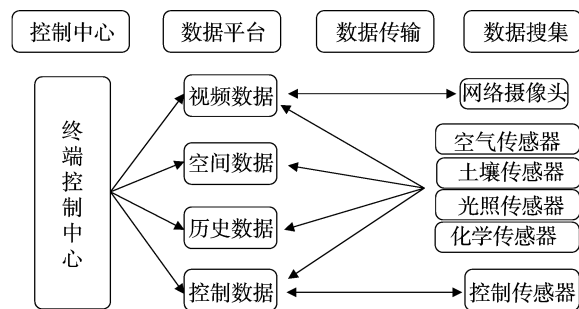 控制中心
数据平台
数据传输
数据搜集
终端控制中心
视频数据
空间数据
历史数据
控制数据
网络摄像头
空气传感器
土壤传感器
光照传感器
化学传感器
控制传感器